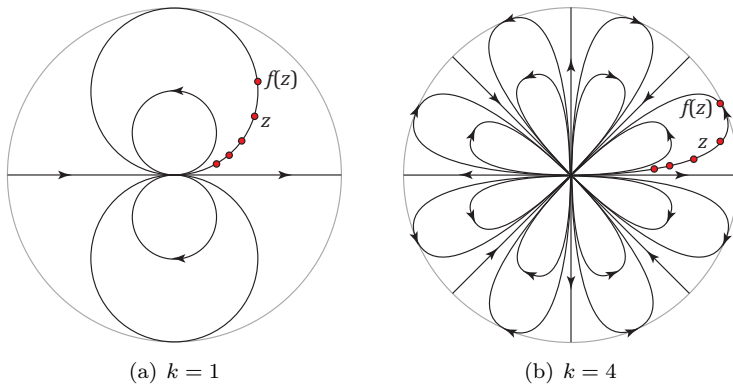 f(z)
z
f(z)
z
(a) k = 1
(b) k = 4